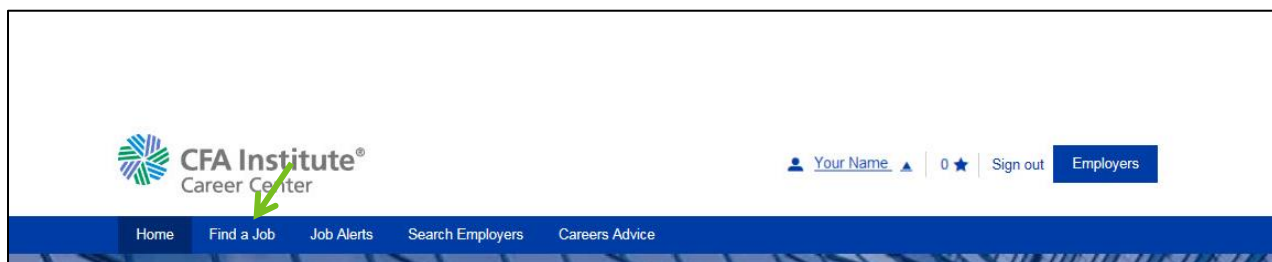 CFA Institute®
Career Center
Your Name 0 Sign out Employers
Home Find a Job Job Alerts Search Employers Careers Advice